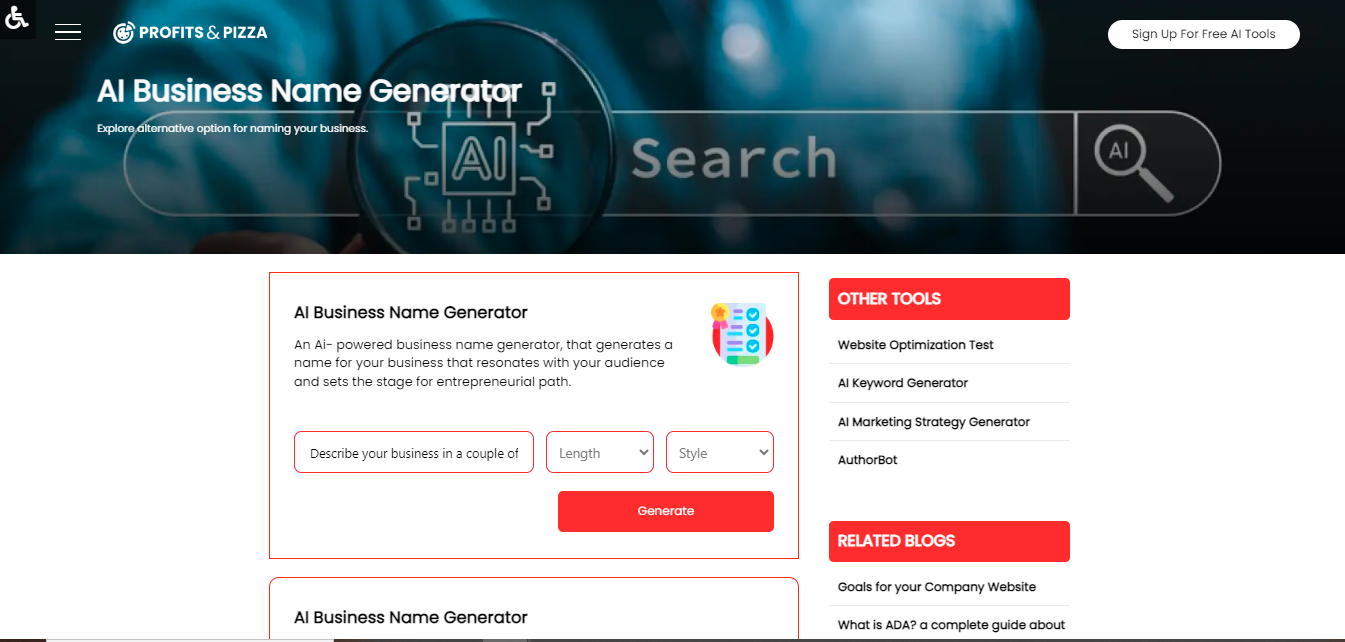 PROFITS & PIZZA
Sign Up For Free AI Tools
AI Business Name Generator
Explore alternative option for naming your business.
AI
Search
AI
AI Business Name Generator
An Ai- powered business name generator, that generates a
name for your business that resonates with your audience
and sets the stage for entrepreneurial path.
Describe your business in a couple of
Length
Style
Generate
AI Business Name Generator
OTHER TOOLS
Website Optimization Test
AI Keyword Generator
AI Marketing Strategy Generator
AuthorBot
RELATED BLOGS
Goals for your Company Website
What is ADA? a complete guide about